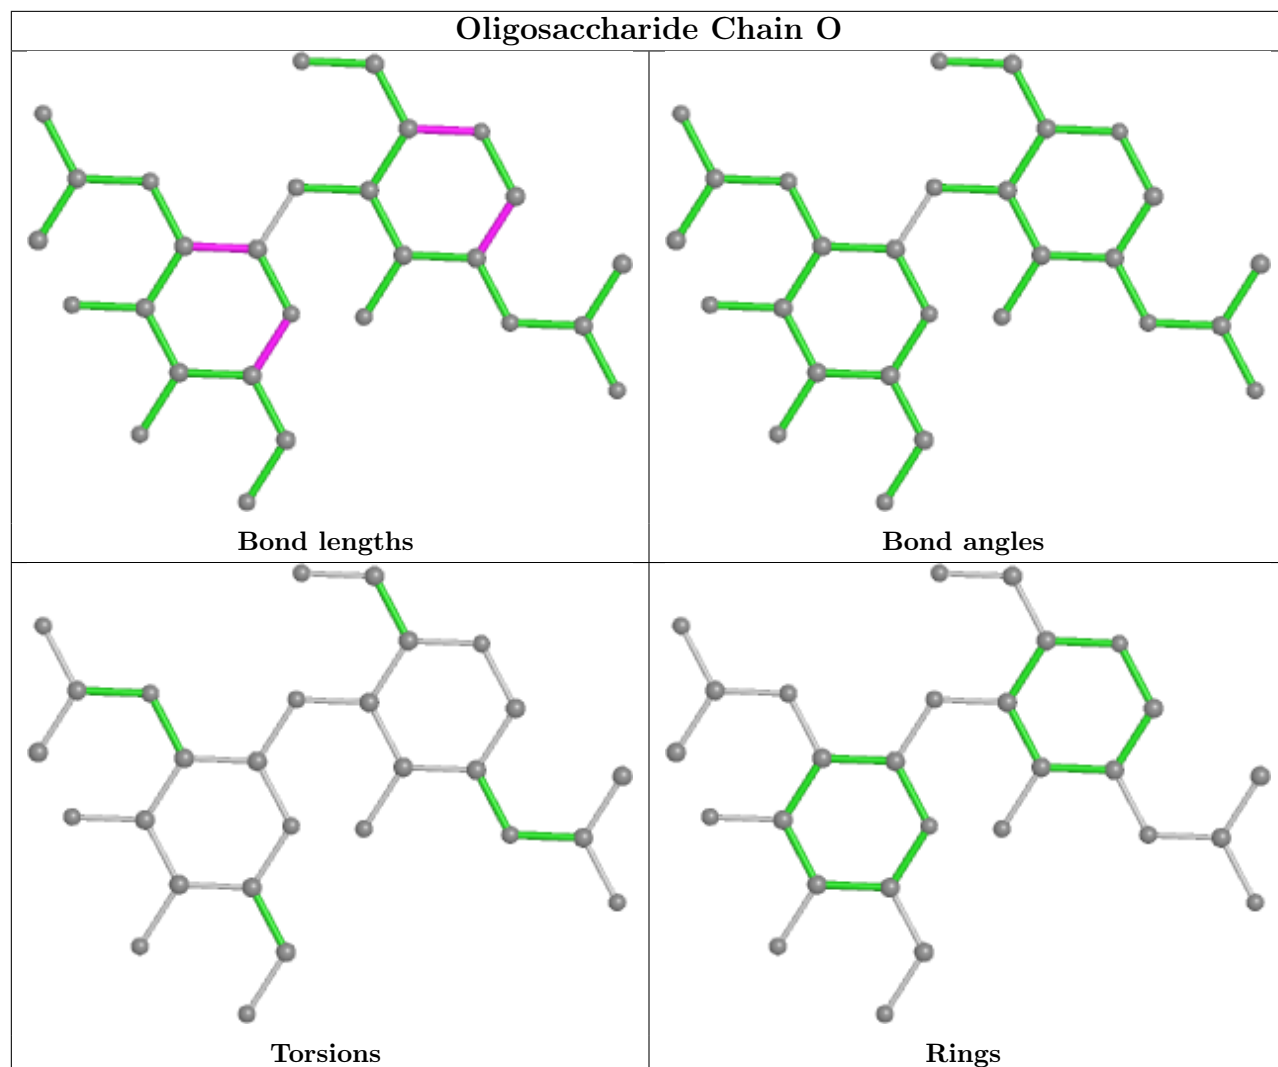 Oligosaccharide Chain O
Bond lengths
Bond angles
Torsions
Rings